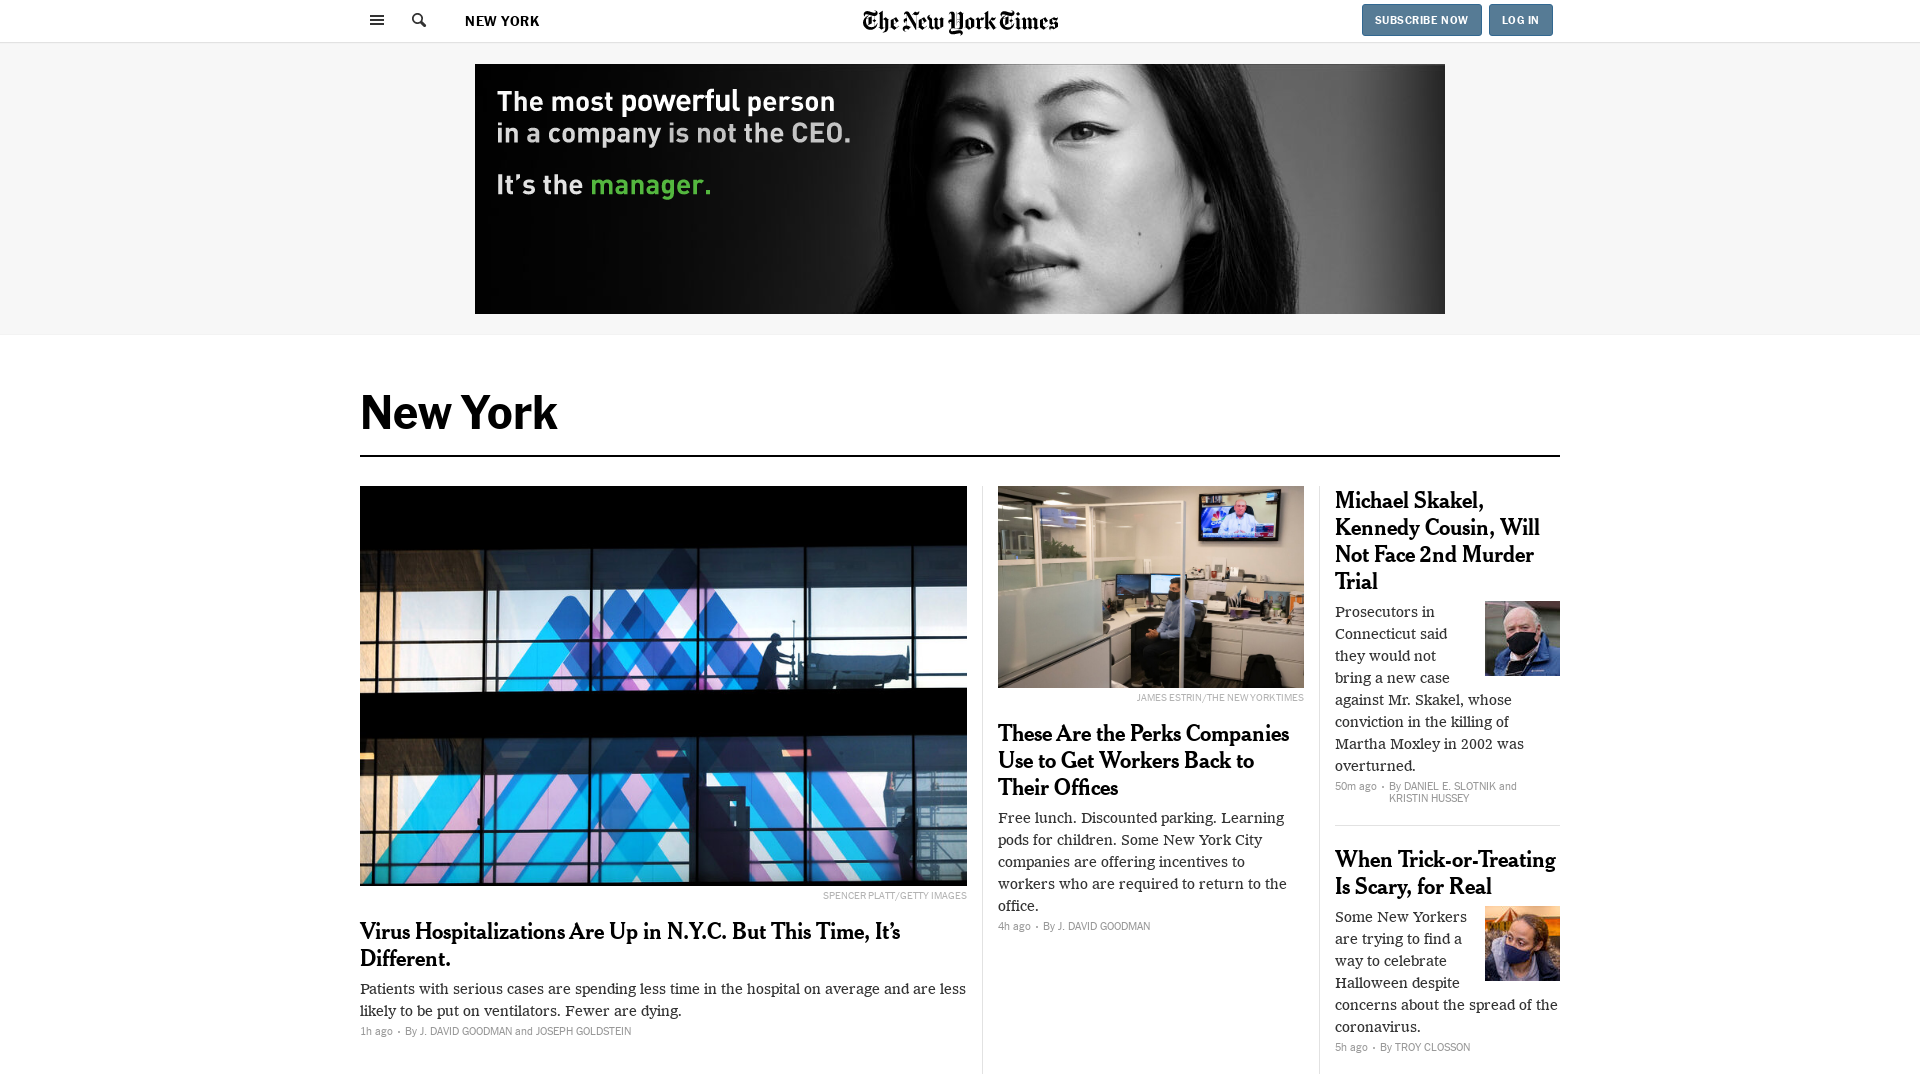 NEW YORK
The New York Times
SUBSCRIBE NOW
LOG IN
The most powerful person
in a company is not the CEO.
It's the manager.
New York
SPENCER PLATT/GETTY IMAGES
Virus Hospitalizations Are Up in N.Y.C. But This Time, It’s
Different.
Patients with serious cases are spending less time in the hospital on average and are less
likely to be put on ventilators. Fewer are dying.
1h ago • By J. DAVID GOODMAN and JOSEPH GOLDSTEIN
JAMES ESTRIN/THE NEW YORK TIMES
These Are the Perks Companies
Use to Get Workers Back to
Their Offices
Free lunch. Discounted parking. Learning
pods for children. Some New York City
companies are offering incentives to
workers who are required to return to the
office.
4h ago • By J. DAVID GOODMAN
Michael Skakel,
Kennedy Cousin, Will
Not Face 2nd Murder
Trial
Prosecutors in
Connecticut said
they would not
bring a new case
against Mr. Skakel, whose
conviction in the killing of
Martha Moxley in 2002 was
overturned.
50m ago • By DANIEL E. SLOTNIK and
KRISTIN HUSSEY
When Trick-or-Treating
Is Scary, for Real
Some New Yorkers
are trying to find a
way to celebrate
Halloween despite
concerns about the spread of the
coronavirus.
5h ago • By TROY CLOSSON